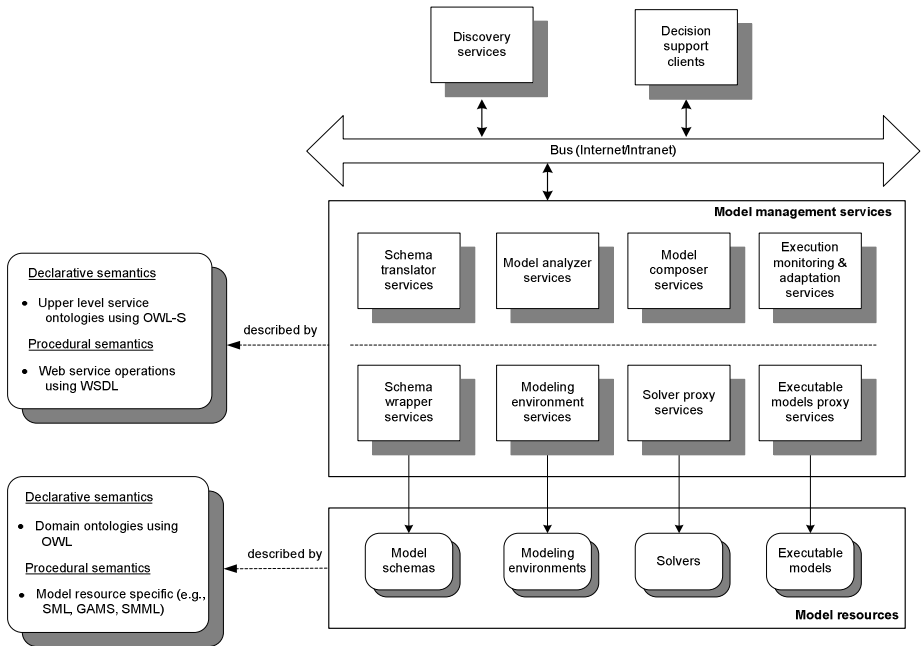 Discovery
services
Decision
support
clients
Bus (Internet/Intranet)
Model management services
Schema
translator
services
Model analyzer
services
Model
composer
services
Execution
monitoring &
adaptation
services
Declarative semantics
• Upper level service
ontologies using OWL-S
Procedural semantics
• Web service operations
using WSDL
described by
Schema
wrapper
services
Modeling
environment
services
Solver proxy
services
Executable
models proxy
services
Declarative semantics
• Domain ontologies using
OWL
Procedural semantics
• Model resource specific (e.g.,
SML, GAMS, SMML)
described by
Model
schemas
Modeling
environments
Solvers
Executable
models
Model resources